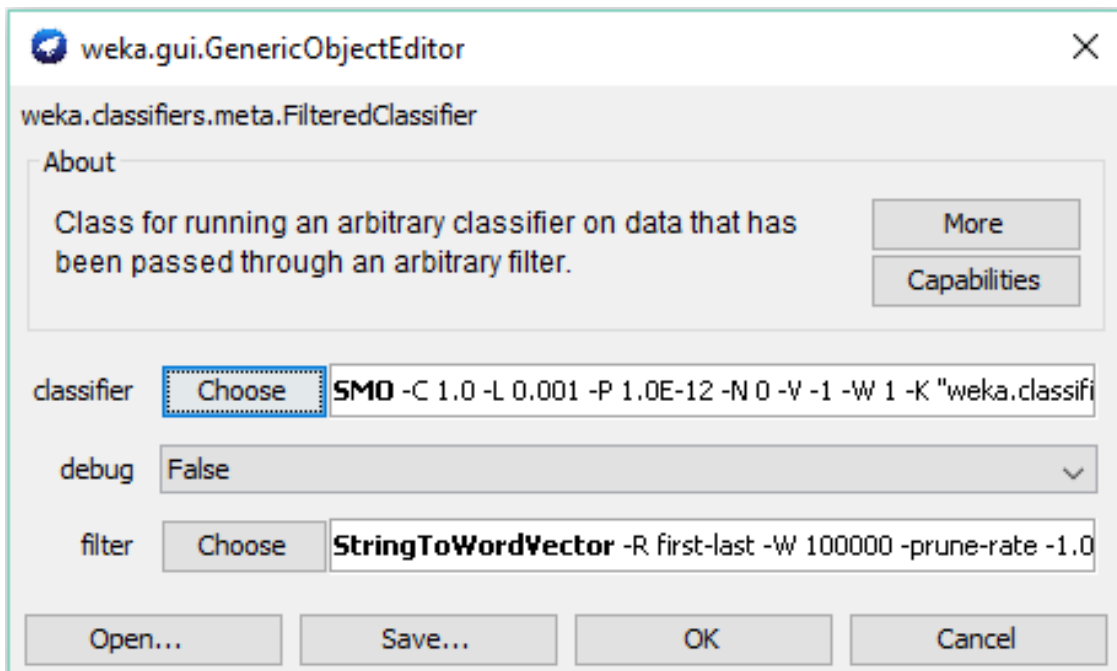 weka.gui.GenericObjectEditor
weka.classifiers.meta.FilteredClassifier
About
Class for running an arbitrary classifier on data that has
been passed through an arbitrary filter.
More
Capabilities
classifier Choose SMO -C 1.0 -L 0.001 -P 1.0E-12 -N 0 -V -1 -W 1 -K "weka.classifi
debug False
filter Choose StringToWordVector -R first-last -W 100000 -prune-rate -1.0
Open... Save... OK Cancel